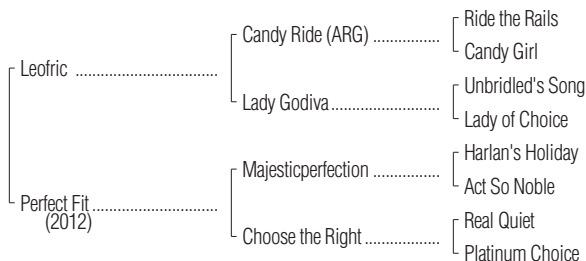 Ride the Rails
Candy Ride (ARG) ................
Candy Girl
Leofric ..................................
Unbridled's Song
Lady Godiva..........................
Lady of Choice
Harlan's Holiday
Majesticperfection ................
Act So Noble
Perfect Fit..............................
(2012)
Real Quiet
Choose the Right..................
Platinum Choice